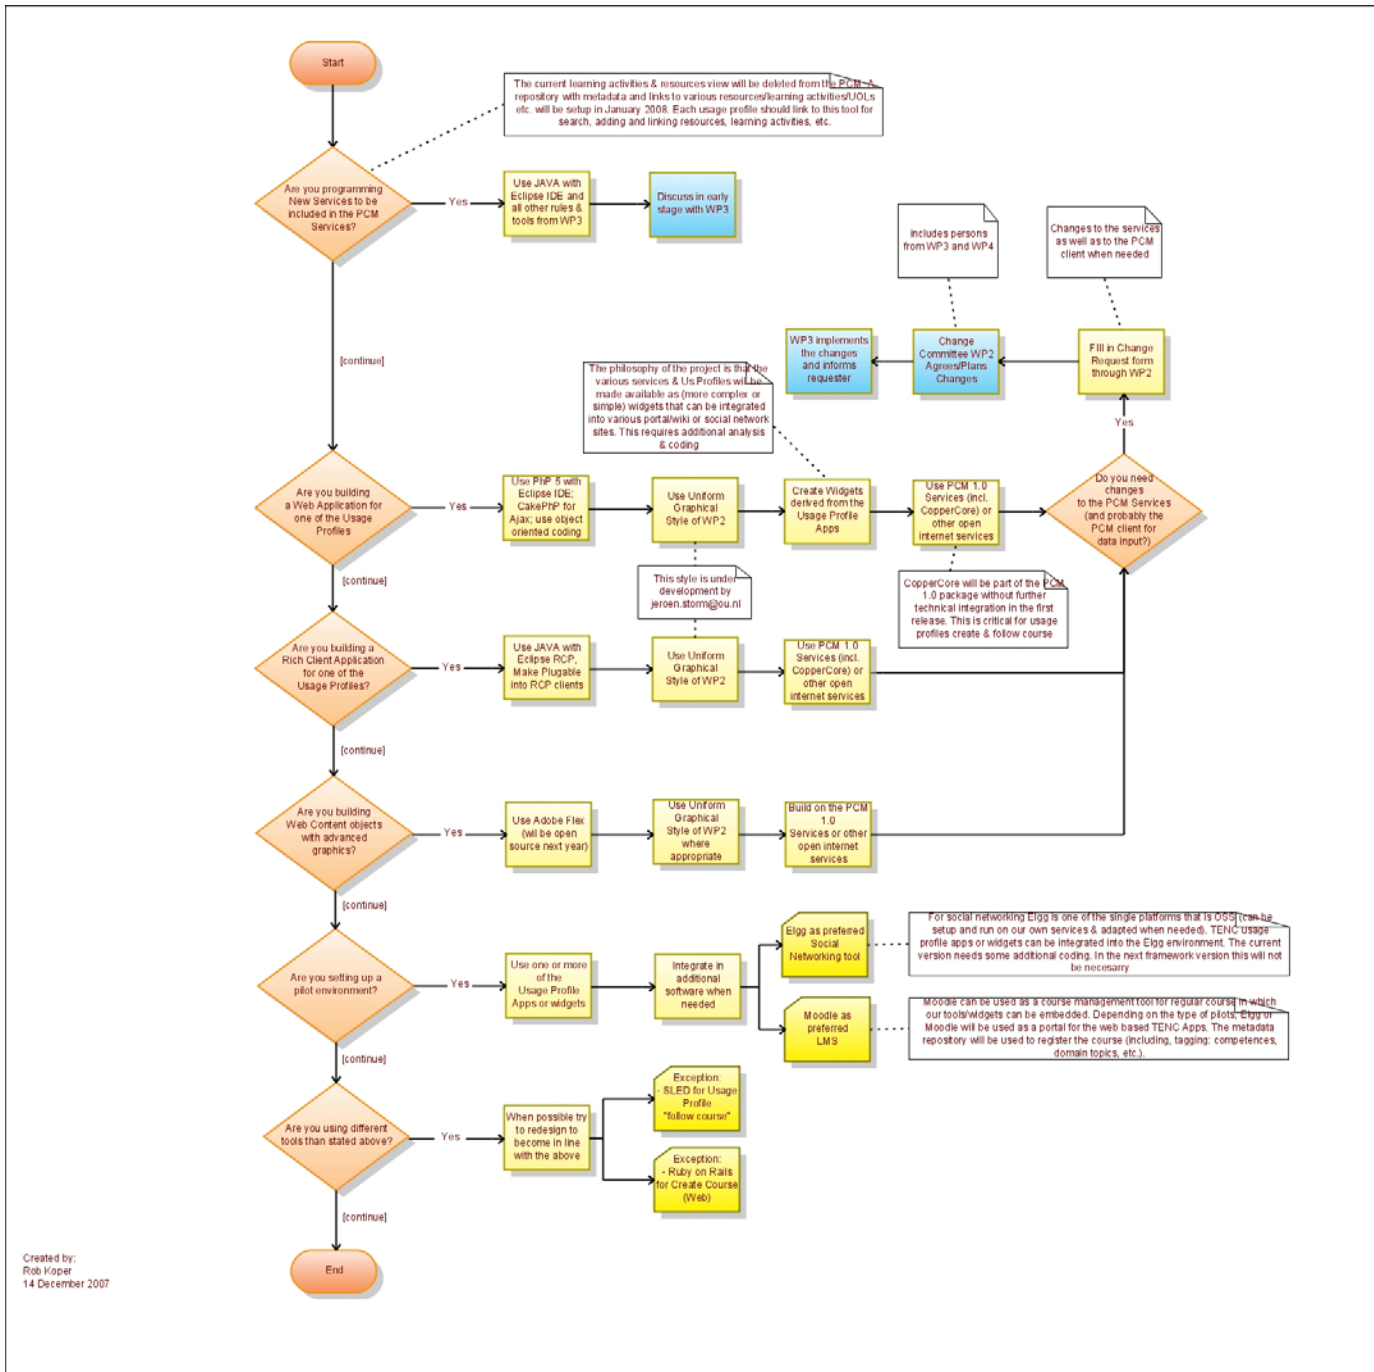 Start
The current learning activities & resources view will be deleted from the PCM. A
repository with metadata and links to various resources/learning activities/UOLs
etc. will be setup in January 2008. Each usage profile should link to this tool for
search, adding and linking resources, learning activities, etc.
Are you programming
New Services to be
included in the PCM
Services?
Yes
Use JAVA with
Eclipse IDE and
all other rules &
tools from WP3
Discuss in early
stage with WP3
includes persons
from WP3 and WP4
Changes to the services
as well as to the PCM
client when needed
[continue]
WP3 implements
the changes
and informs
requester
Change
Committee WP2
Agrees/Plans
Changes
Fill in Change
Request form
through WP2
The philosophy of the project is that the
various services & Us Profiles will be
made available as (more complex or
simple) widgets that can be integrated
into various portal/wiki or social network
sites. This requires additional analysis
& coding
Yes
Are you building
a Web Application for
one of the Usage
Profiles
Yes
Use PhP 5 with
Eclipse IDE;
CakePhP for
Ajax; use object
oriented coding
Use Uniform
Graphical
Style of WP2
Create Widgets
derived from the
Usage Profile
Apps
Use PCM 1.0
Services (incl.
CopperCore) or
other open
internet services
Do you need
changes
to the PCM Services
(and probably the
PCM client for
data input?)
[continue]
This style is under
development by
jeroen.storm@ou.nl
CopperCore will be part of the PCM
1.0 package without further
technical integration in the first
release. This is critical for usage
profiles create & follow course
Are you building a
Rich Client Application
for one of the
Usage Profiles?
Yes
Use JAVA with
Eclipse RCP,
Make Plugable
into RCP clients
Use Uniform
Graphical
Style of WP2
Use PCM 1.0
Services (incl.
CopperCore) or
other open
internet services
[continue]
Are you building
Web Content objects
with advanced
graphics?
Yes
Use Adobe Flex
(will be open
source next year)
Use Uniform
Graphical
Style of WP2
where
appropriate
Build on the PCM
1.0
Services or other
open internet
services
[continue]
Are you setting up a
pilot environment?
Yes
Use one or more
of the
Usage Profile
Apps or widgets
Integrate in
additional
software when
needed
Elgg as preferred
Social
Networking tool
For social networking Elgg is one of the single platforms that is OSS (can be
setup and run on our own services & adapted when needed). TENC usage
profile apps or widgets can be integrated into the Elgg environment. The current
version needs some additional coding. In the next framework version this will not
be necesarry
Moodle as
preferred
LMS
Moodle can be used as a course management tool for regular course in which
our tools/widgets can be embedded. Depending on the type of pilots, Elgg or
Moodle will be used as a portal for the web based TENC Apps. The metadata
repository will be used to register the course (including, tagging: competences,
domain topics, etc.).
[continue]
Are you using different
tools than stated above?
Yes
When possible try
to redesign to
become in line
with the above
Exception:
- SLED for Usage
Profile
"follow course"
Exception:
- Ruby on Rails
for Create Course
(Web)
[continue]
End
Created by:
Rob Koper
14 December 2007